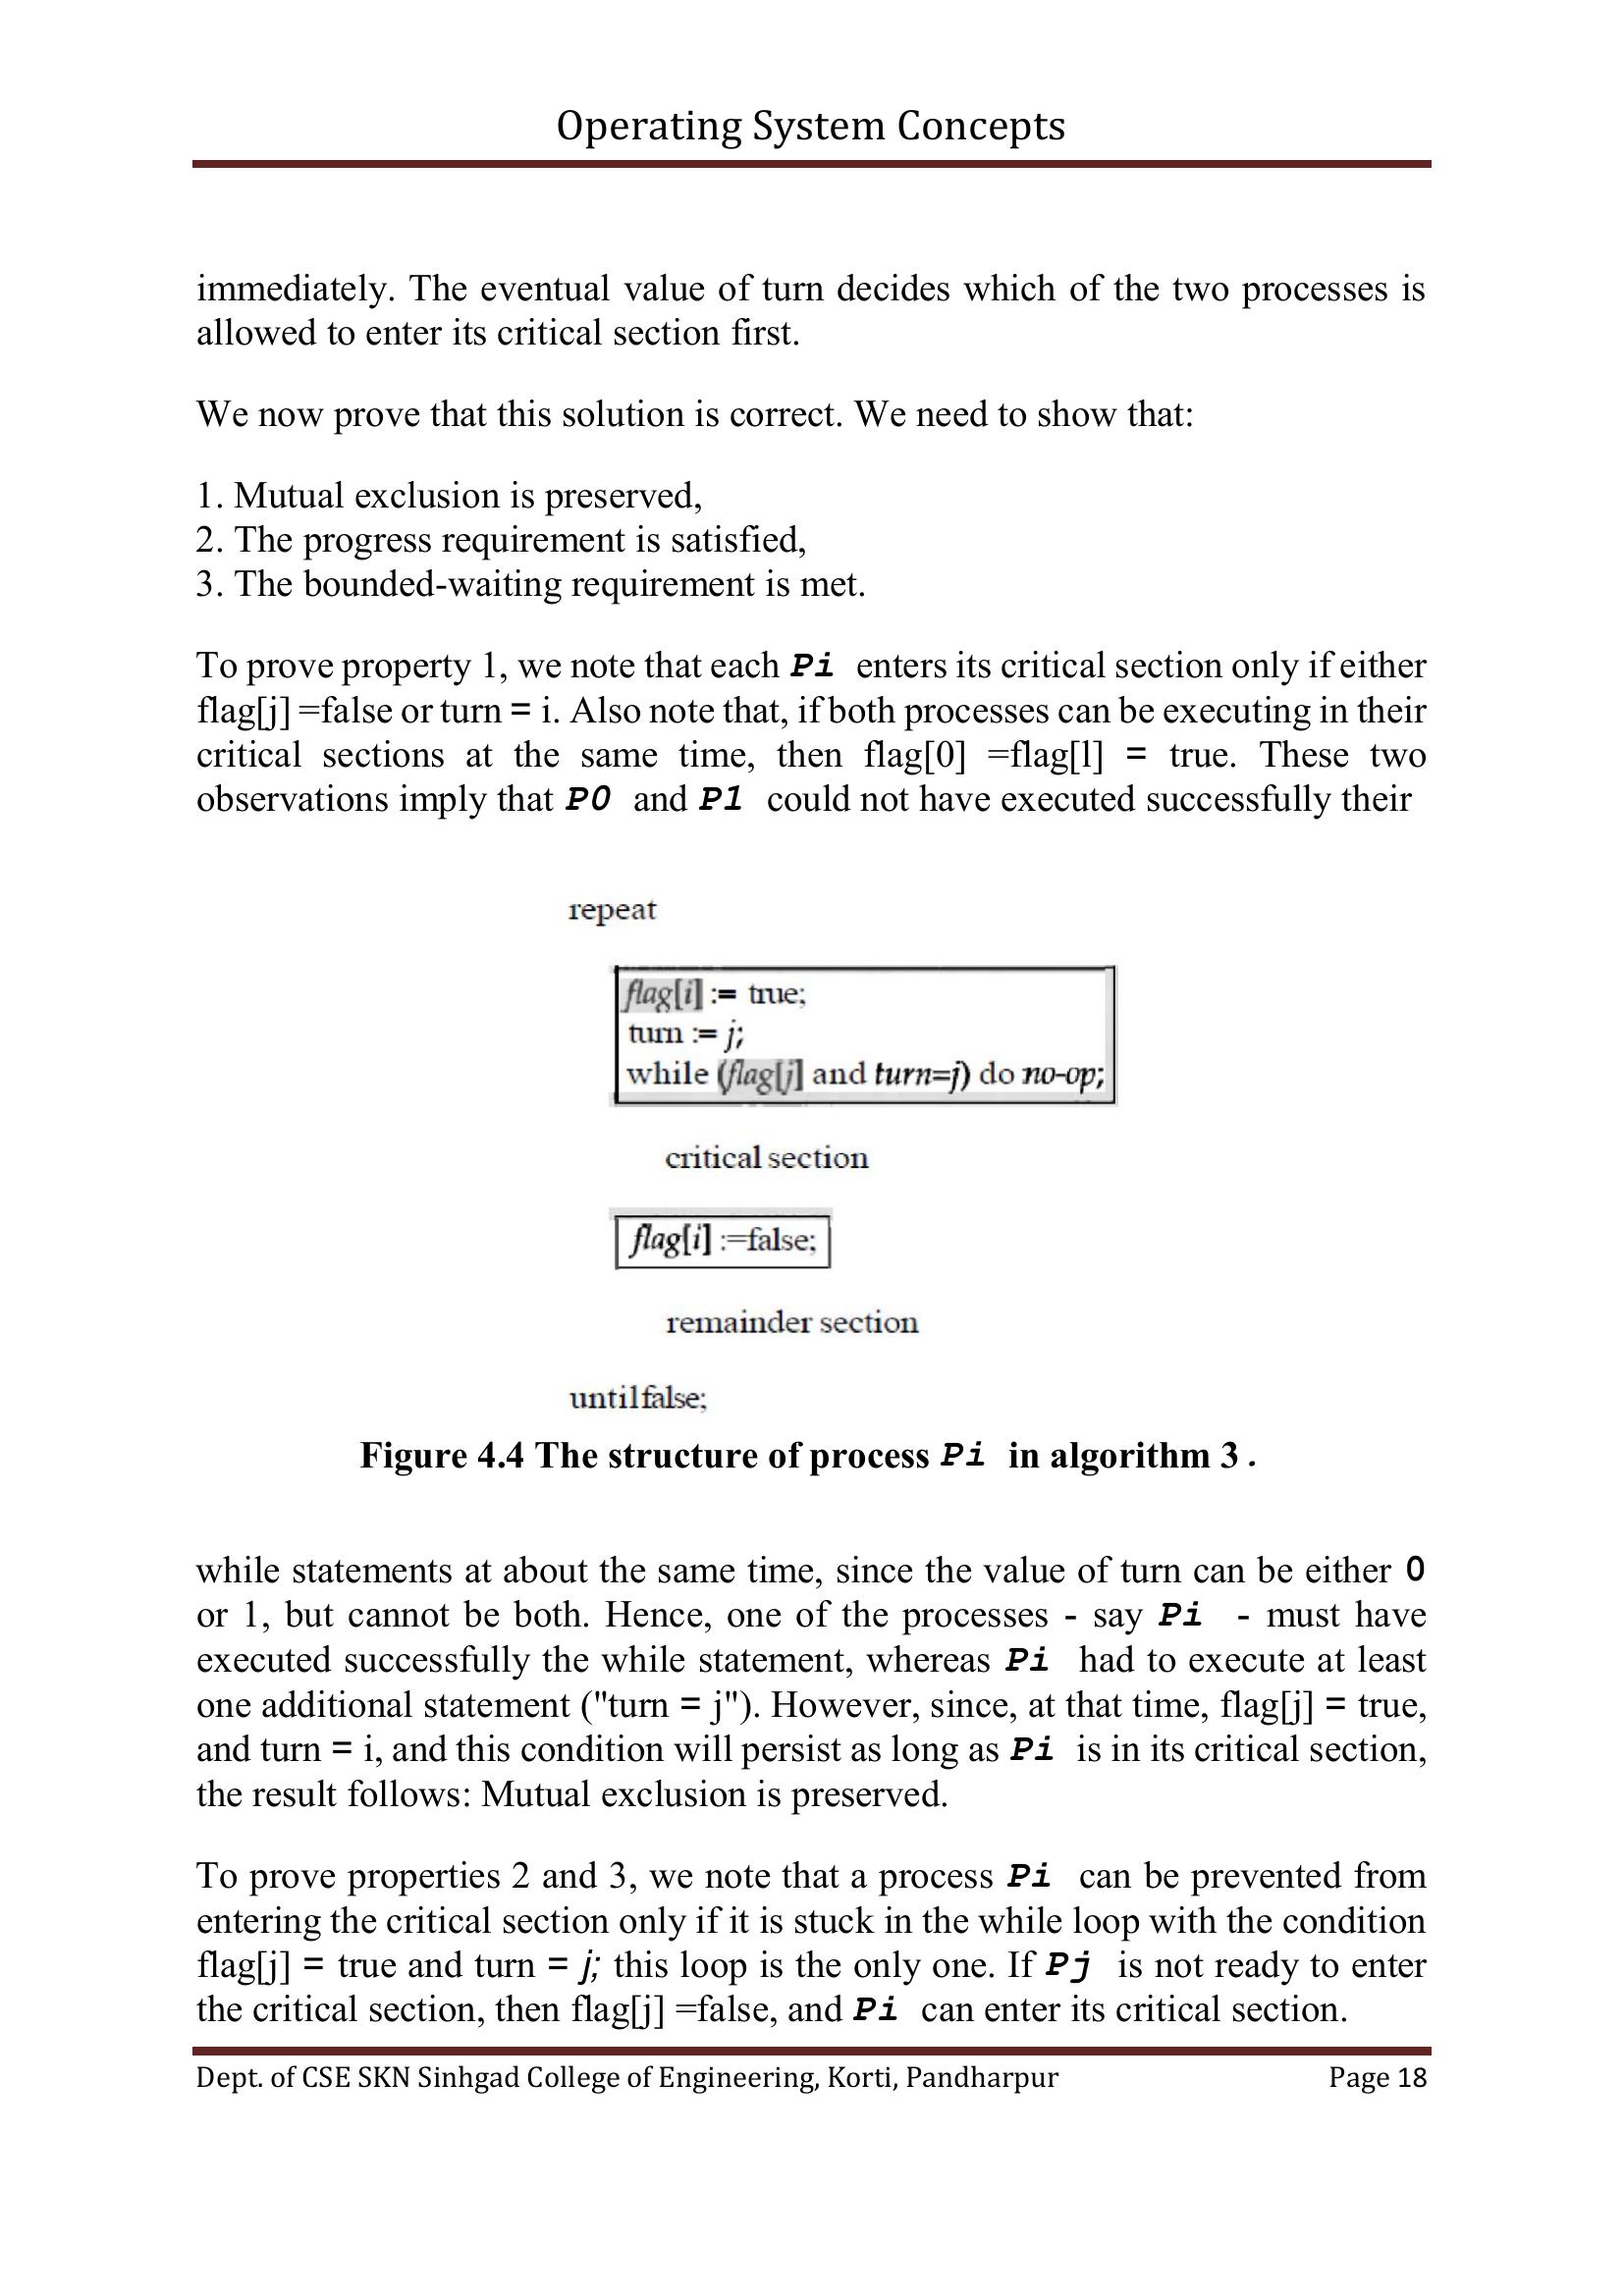 Operating System Concepts
immediately. The eventual value of turn decides which of the two processes is
allowed to enter its critical section first.
We now prove that this solution is correct. We need to show that:
1. Mutual exclusion is preserved,
2. The progress requirement is satisfied,
3. The bounded-waiting requirement is met.
To prove property 1, we note that each Pi enters its critical section only if either
flag[j] =false or turn = i. Also note that, if both processes can be executing in their
critical sections at the same time, then flag[0] =flag[l] = true. These two
observations imply that P0 and P1 could not have executed successfully their
repeat
flag[i] := true;
turn := j;
while (flag[j] and turn=j) do no-op;
critical section
flag[i] :=false;
remainder section
untilfalse;
Figure 4.4 The structure of process Pi in algorithm 3 .
while statements at about the same time, since the value of turn can be either 0
or 1, but cannot be both. Hence, one of the processes - say Pi - must have
executed successfully the while statement, whereas Pi had to execute at least
one additional statement ("turn = j"). However, since, at that time, flag[j] = true,
and turn = i, and this condition will persist as long as Pi is in its critical section,
the result follows: Mutual exclusion is preserved.
To prove properties 2 and 3, we note that a process Pi can be prevented from
entering the critical section only if it is stuck in the while loop with the condition
flag[j] = true and turn = j; this loop is the only one. If Pj is not ready to enter
the critical section, then flag[j] =false, and Pi can enter its critical section.
Dept. of CSE SKN Sinhgad College of Engineering, Korti, Pandharpur Page 18